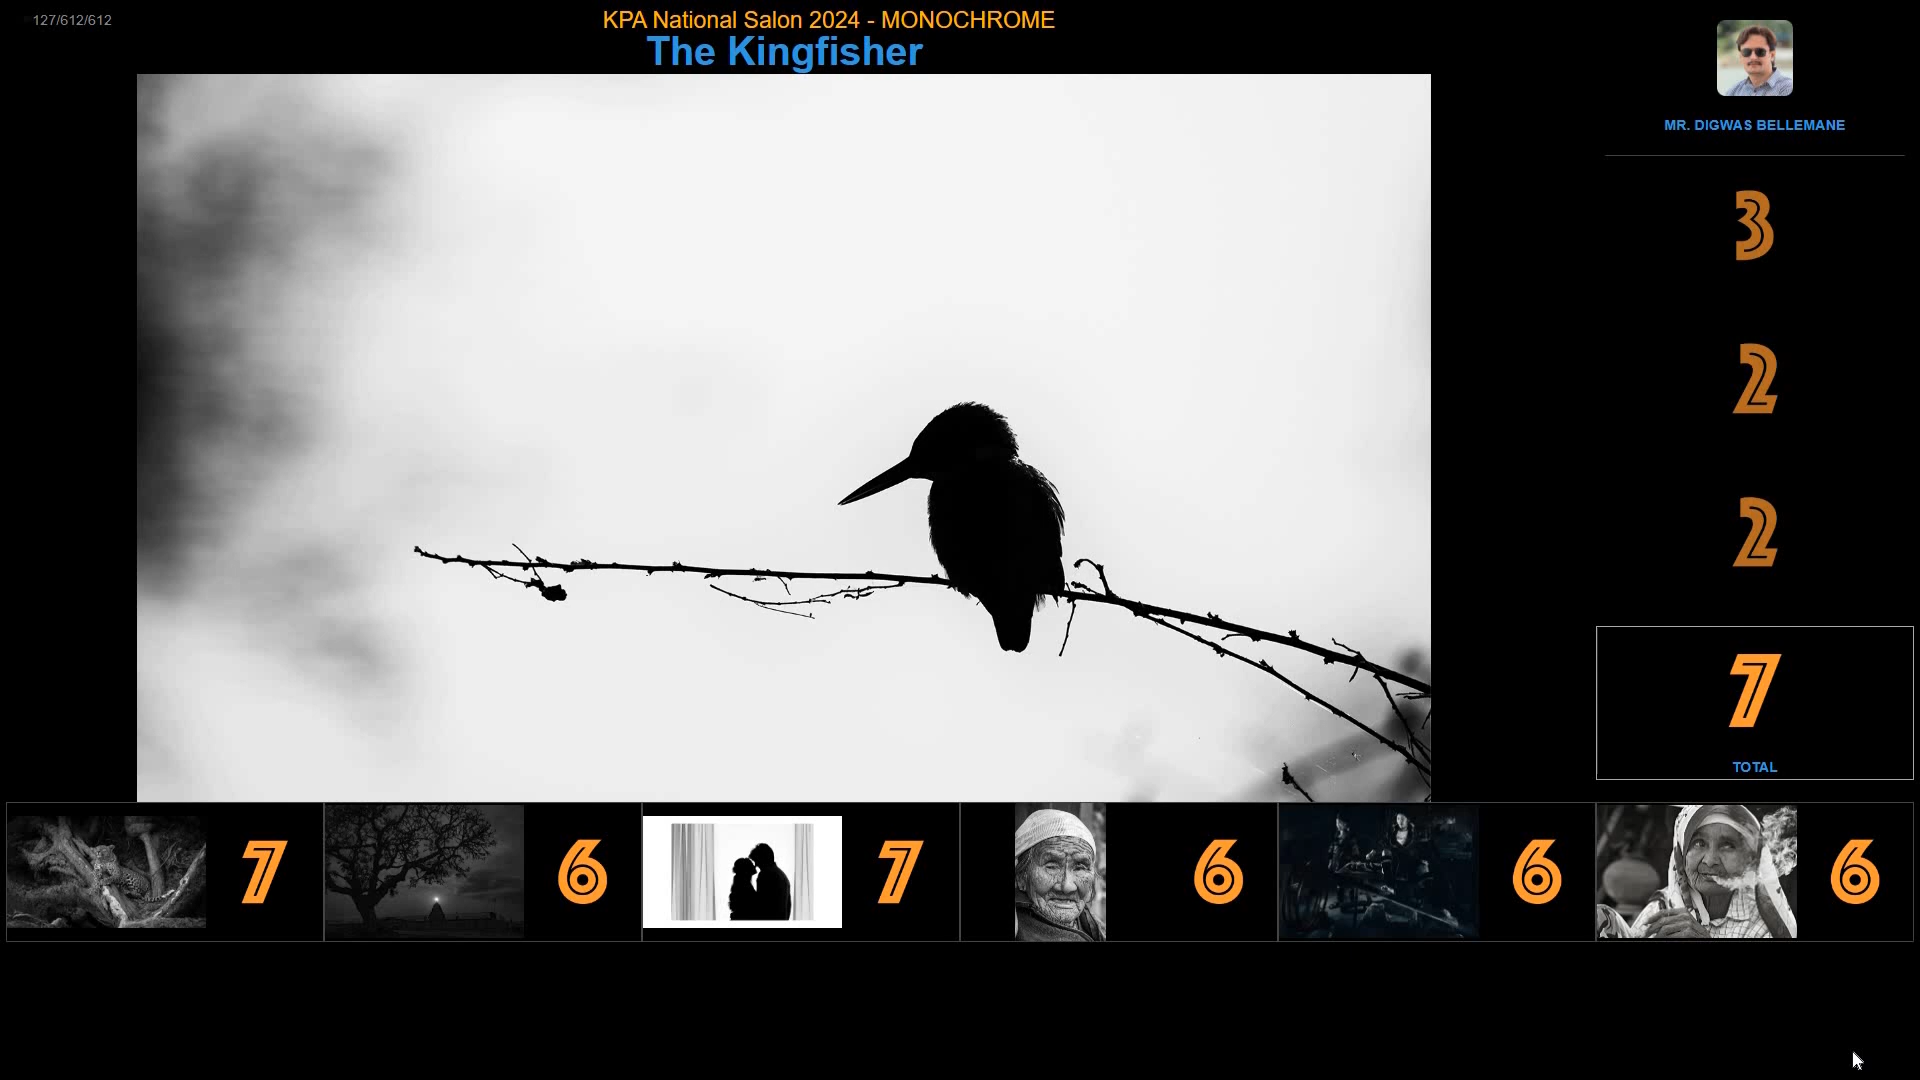 127/612/612
KPA National Salon 2024 - MONOCHROME
The Kingfisher
MR. DIGWAS BELLEMANE
3
2
2
7
TOTAL
7
6
7
6
6
6